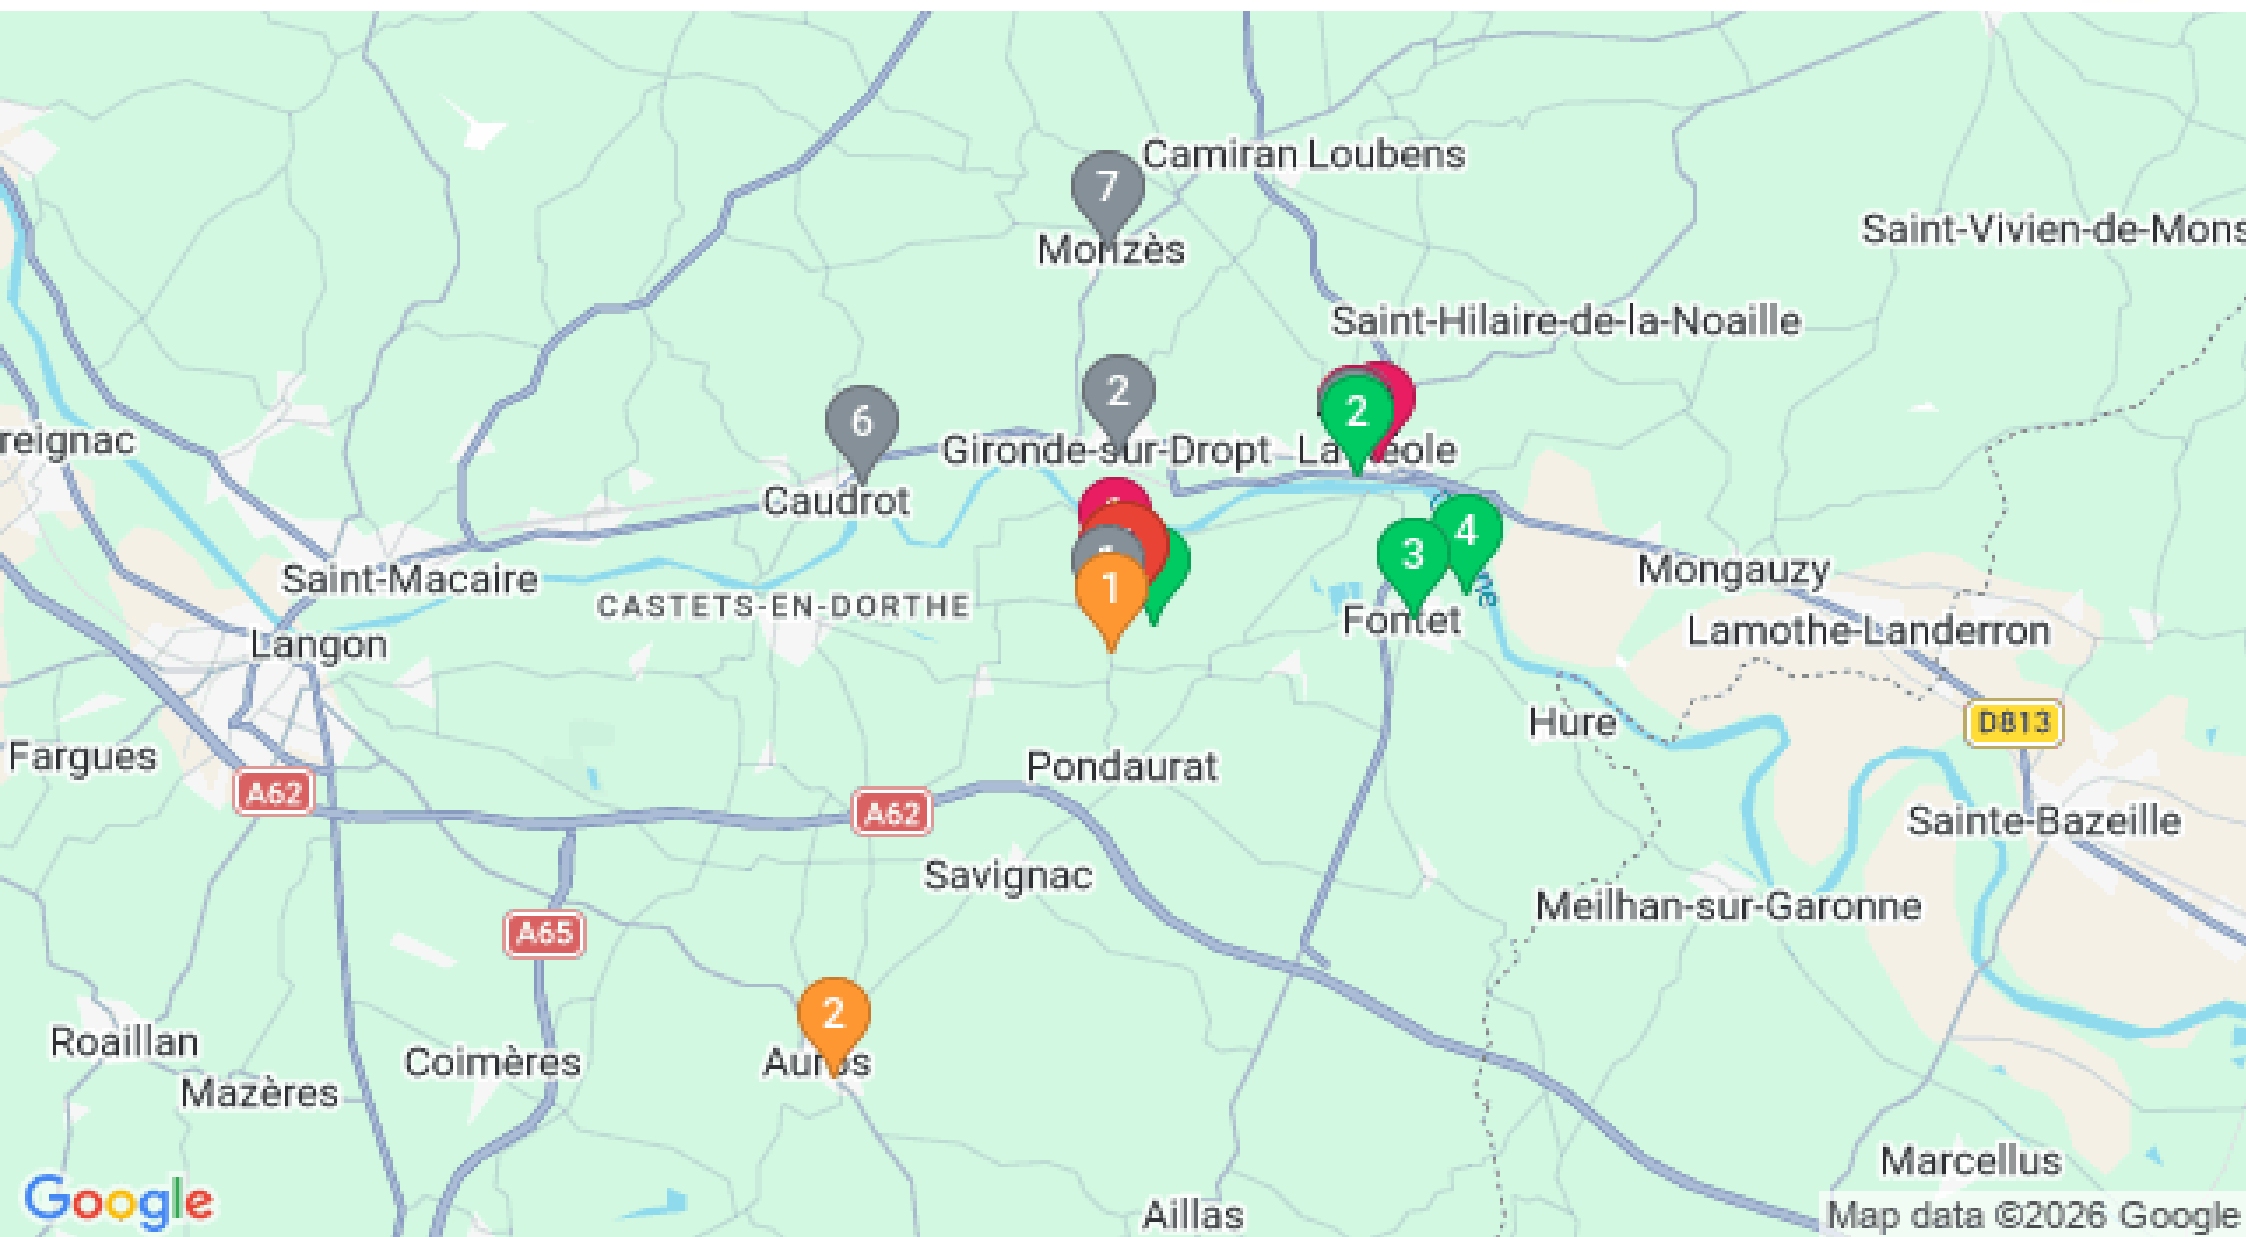 7
Camiran Loubens
Saint-Vivien-de-Mons
Saint-Hilaire-de-la-Noaille
2
6
2
reignac
Gironde-sur-Dropt
Caudrot
4
3
1
Saint-Macaire
CASTETS-EN-DORTHE
Mongauzy
Fontet
Lamothe-Landerron
Langon
Hure
D813
Fargues
Pondaurat
A62
A62
Sainte-Bazeille
Savignac
Meilhan-sur-Garonne
A65
2
Roaillan
Coimères
Mazères
Marcellus
Aillas
Google
Map data ©2026 Google